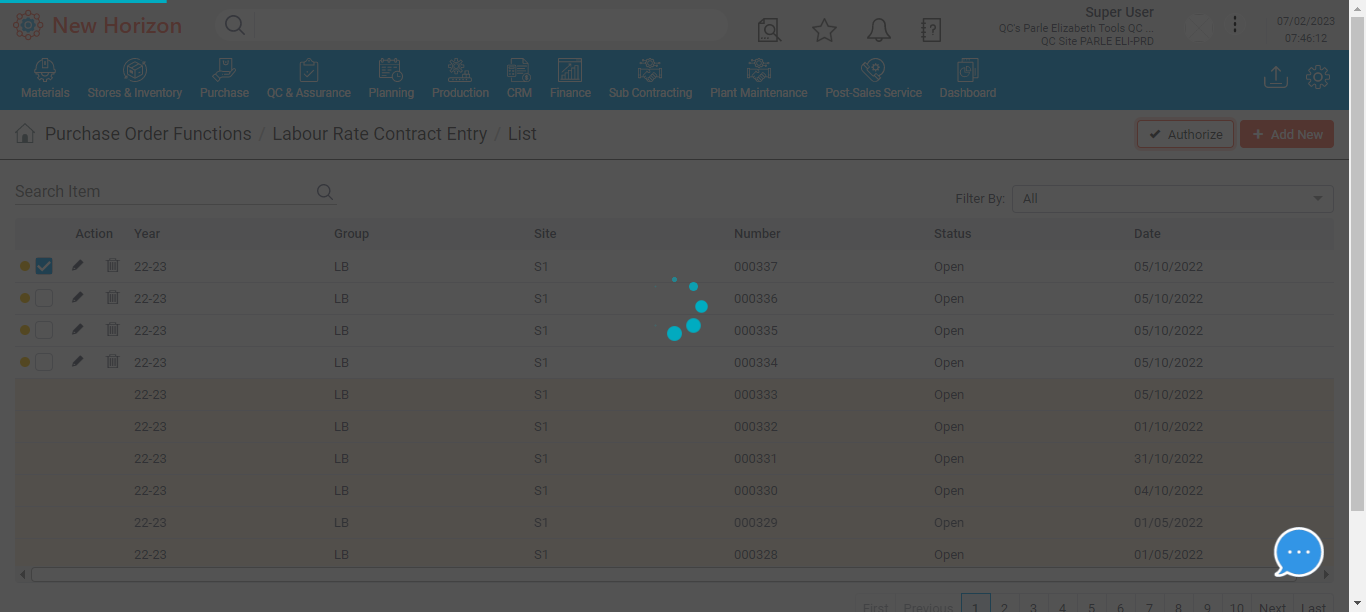 New Horizon
Super User
QC's Parle Elizabeth Tools QC ...
QC Site PARLE ELI-PRD
07/02/2023
07:46:12
Materials Stores & Inventory Purchase QC & Assurance Planning Production CRM Finance Sub Contracting Plant Maintenance Post-Sales Service Dashboard
Purchase Order Functions / Labour Rate Contract Entry / List Authorize + Add New
Search Item Filter By: All
Action Year Group Site Number Status Date
22-23 LB S1 000337 Open 05/10/2022
22-23 LB S1 000336 Open 05/10/2022
22-23 LB S1 000335 Open 05/10/2022
22-23 LB S1 000334 Open 05/10/2022
22-23 LB S1 000333 Open 05/10/2022
22-23 LB S1 000332 Open 01/10/2022
22-23 LB S1 000331 Open 31/10/2022
22-23 LB S1 000330 Open 04/10/2022
22-23 LB S1 000329 Open 01/05/2022
22-23 LB S1 000328 Open 01/05/2022
First Previous 1 2 3 4 5 6 7 8 9 10 Next Last